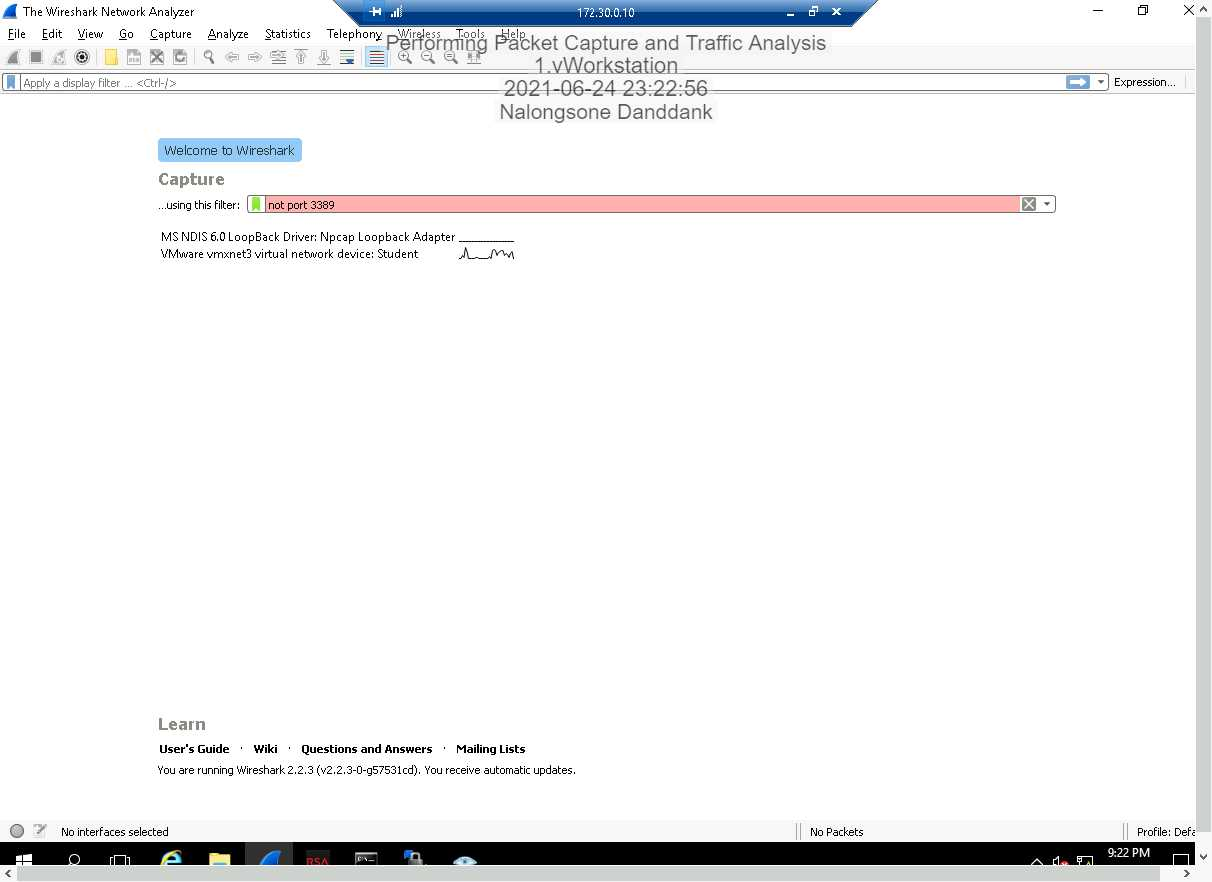 The Wireshark Network Analyzer
172.30.0.10
File Edit View Go Capture Analyze Statistics Telephony Wireless Tools Help
Performing Packet Capture and Traffic Analysis
1.vWorkstation
2021-06-24 23:22:56
Nalongsone Danddank
Apply a display filter ... <Ctrl-/>
Expression...
Welcome to Wireshark
Capture
...using this filter: not port 3389
MS NDIS 6.0 LoopBack Driver: Npcap Loopback Adapter
VMware vmxnet3 virtual network device: Student
Learn
User's Guide · Wiki · Questions and Answers · Mailing Lists
You are running Wireshark 2.2.3 (v2.2.3-0-g57531cd). You receive automatic updates.
No interfaces selected
No Packets
Profile: Defa
RSA
9:22 PM